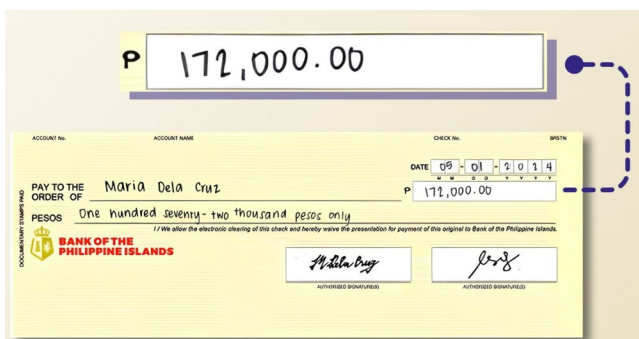 P 172,000.00
ACCOUNT No. ACCOUNT NAME CHECK No. BRSTN
DATE 05 - 01 - 2024
M M D D Y Y Y Y
PAY TO THE
ORDER OF Maria Dela Cruz P 172,000.00
PESOS One hundred seventy-two thousand pesos only
I / We allow the electronic clearing of this check and hereby waive the presentation for payment of this original to Bank of the Philippine Islands.
DOCUMENTARY STAMPS PAID
BANK OF THE
PHILIPPINE ISLANDS
AUTHORIZED SIGNATURE(S) AUTHORIZED SIGNATURE(S)